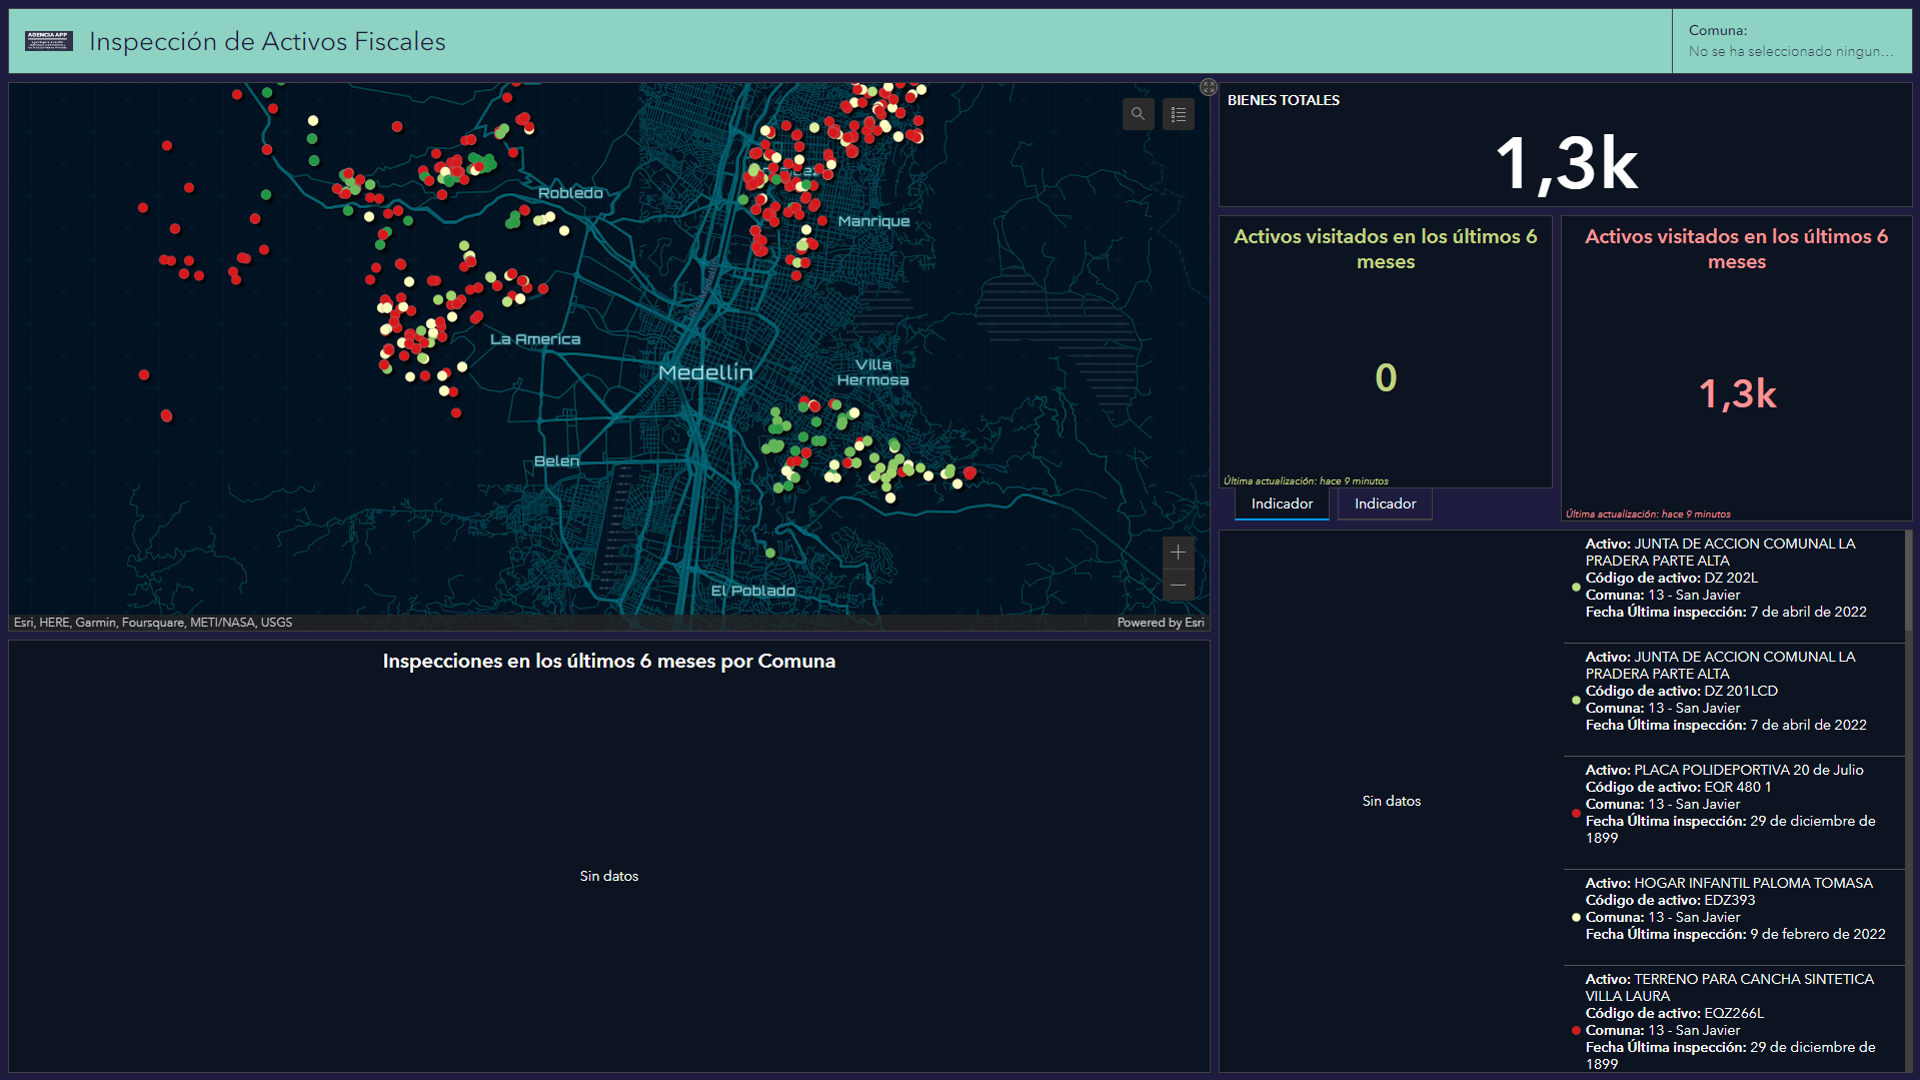 AGENCIA APP
Inspección de Activos Fiscales
Comuna:
No se ha seleccionado ningun...
Robledo
Manrique
La America
Medellín
Villa
Hermosa
Belen
El Poblado
Esri, HERE, Garmin, Foursquare, METI/NASA, USGS
Powered by Esri
BIENES TOTALES
1,3k
Activos visitados en los últimos 6
meses
0
Última actualización: hace 9 minutos
Indicador
Indicador
Activos visitados en los últimos 6
meses
1,3k
Última actualización: hace 9 minutos
Inspecciones en los últimos 6 meses por Comuna
Sin datos
Sin datos
Activo: JUNTA DE ACCION COMUNAL LA
PRADERA PARTE ALTA
Código de activo: DZ 202L
Comuna: 13 - San Javier
Fecha Última inspección: 7 de abril de 2022
Activo: JUNTA DE ACCION COMUNAL LA
PRADERA PARTE ALTA
Código de activo: DZ 201LCD
Comuna: 13 - San Javier
Fecha Última inspección: 7 de abril de 2022
Activo: PLACA POLIDEPORTIVA 20 de Julio
Código de activo: EQR 480 1
Comuna: 13 - San Javier
Fecha Última inspección: 29 de diciembre de
1899
Activo: HOGAR INFANTIL PALOMA TOMASA
Código de activo: EDZ393
Comuna: 13 - San Javier
Fecha Última inspección: 9 de febrero de 2022
Activo: TERRENO PARA CANCHA SINTETICA
VILLA LAURA
Código de activo: EQZ266L
Comuna: 13 - San Javier
Fecha Última inspección: 29 de diciembre de
1899